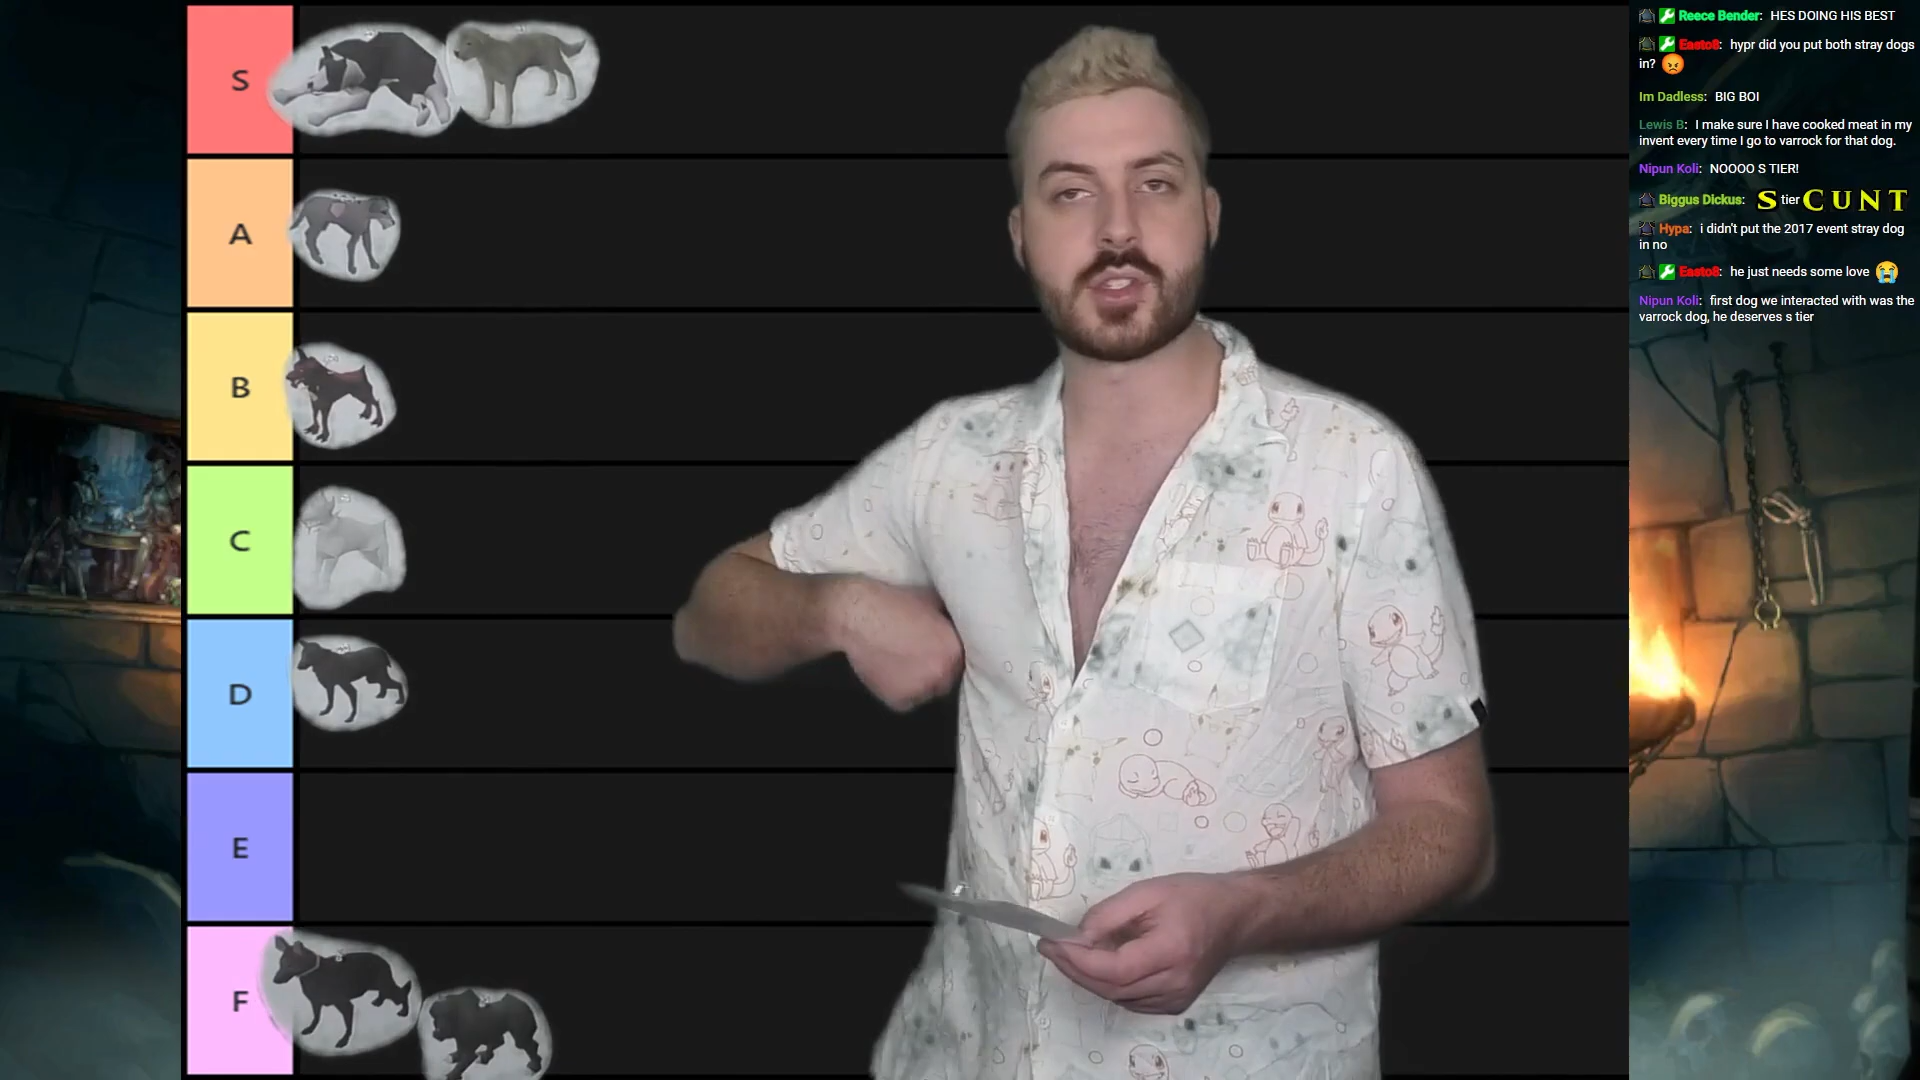 S
A
B
C
D
E
F
Reece Bender: HES DOING HIS BEST
Easto8: hypr did you put both stray dogs
in? 😡
Im Dadless: BIG BOI
Lewis B: I make sure I have cooked meat in my
invent every time I go to varrock for that dog.
Nipun Koli: NOOOO S TIER!
Biggus Dickus: S tier C U N T
Hypa: i didn't put the 2017 event stray dog
in no
Easto8: he just needs some love 😭
Nipun Koli: first dog we interacted with was the
varrock dog, he deserves s tier